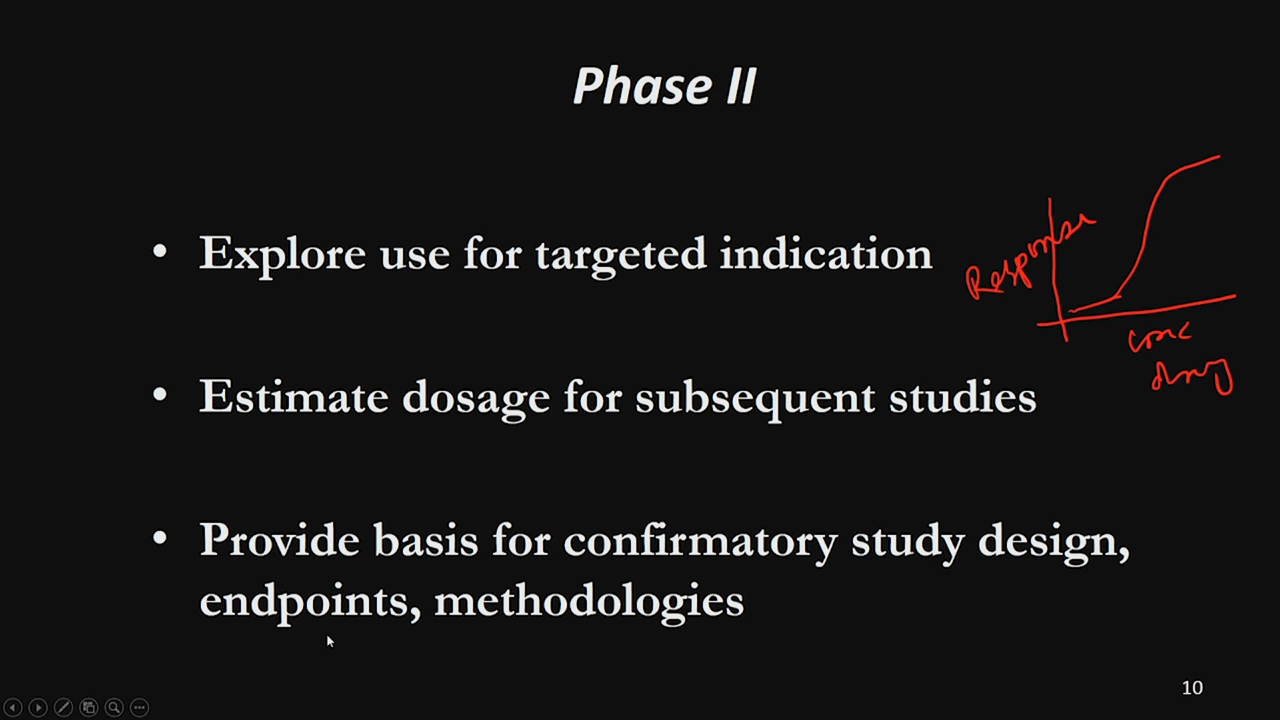 Phase II
• Explore use for targeted indication
Response
conc
drug
• Estimate dosage for subsequent studies
• Provide basis for confirmatory study design,
endpoints, methodologies
10